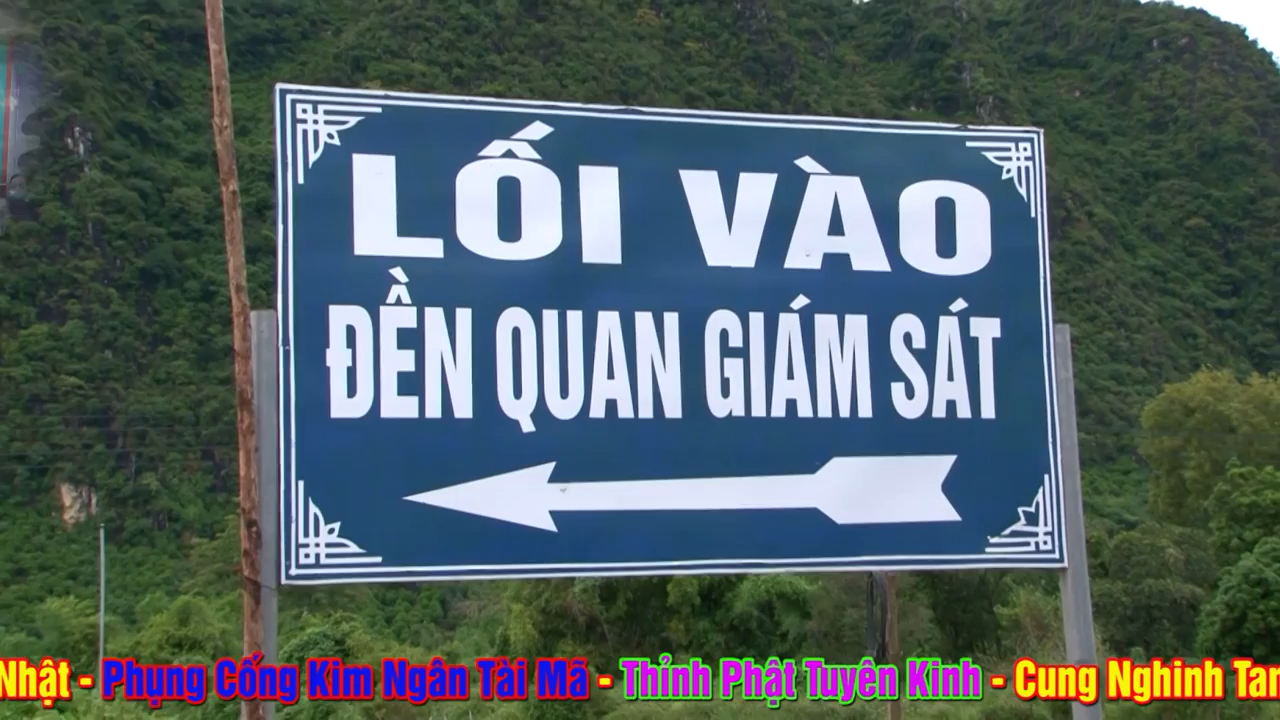 LỐI VÀO
ĐỀN QUAN GIÁM SÁT
Nhật - Phụng Cống Kim Ngân Tài Mã - Thỉnh Phật Tuyên Kinh - Cung Nghinh Tam